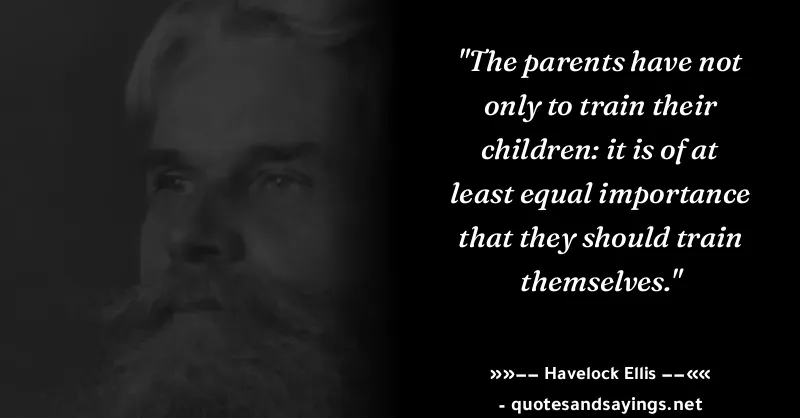 "The parents have not
only to train their
children: it is of at
least equal importance
that they should train
themselves."
»»−− Havelock Ellis −−««
- quotesandsayings.net